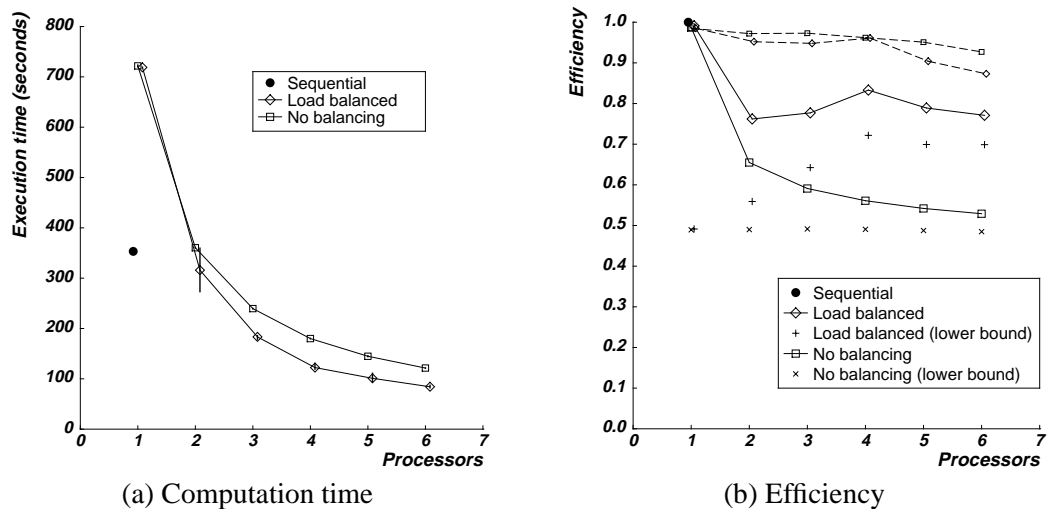 Execution time (seconds)
800
700
600
500
400
300
200
100
0
0 1 2 3 4 5 6 7
Processors
Sequential
Load balanced
No balancing
(a) Computation time
Efficiency
1.0
0.9
0.8
0.7
0.6
0.5
0.4
0.3
0.2
0.1
0.0
0 1 2 3 4 5 6 7
Processors
Sequential
Load balanced
Load balanced (lower bound)
No balancing
No balancing (lower bound)
(b) Efficiency